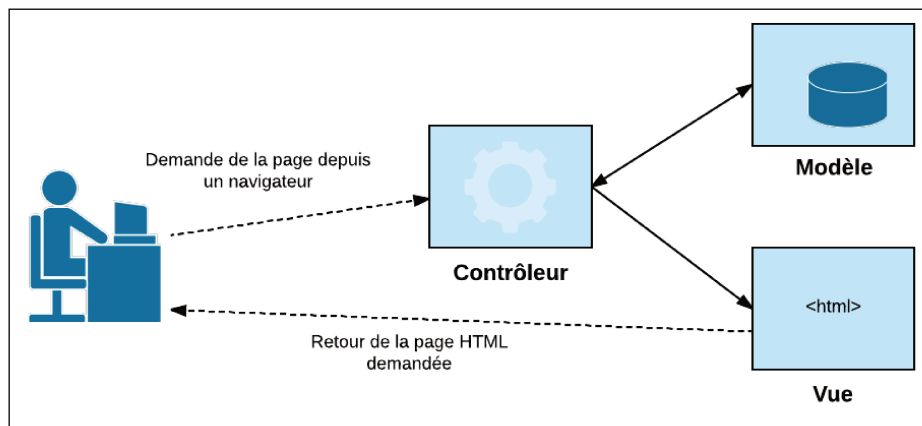 Demande de la page depuis
un navigateur
Contrôleur
Modèle
<html>
Vue
Retour de la page HTML
demandée